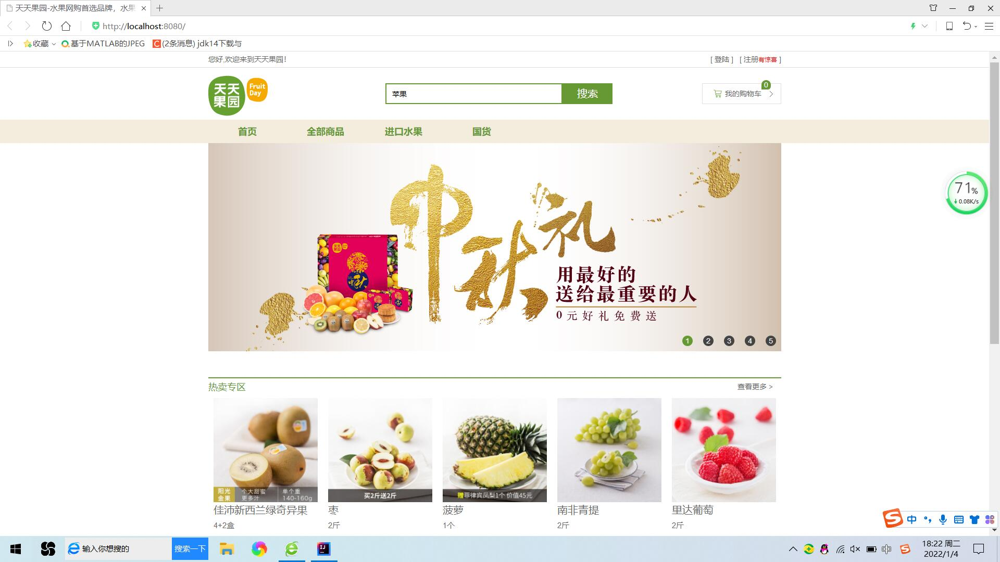 天天果园-水果网购首选品牌，水果
http://localhost:8080/
收藏
基于MATLAB的JPEG
(2条消息) jdk14下载与
您好,欢迎来到天天果园！
[ 登陆 ] [ 注册有惊喜 ]
天天果园
Fruit Day
苹果
搜索
0
我的购物车
首页
全部商品
进口水果
国货
中秋礼
天天果园
中秋
用最好的
送给最重要的人
0元好礼免费送
1 2 3 4 5
71%
0.08K/s
热卖专区
查看更多 >
阳光金果
个大甜蜜
更多汁
单个重
140-160g
买2斤送2斤
赠菲律宾凤梨1个 价值45元
佳沛新西兰绿奇异果
枣
菠萝
南非青提
里达葡萄
4+2盒
2斤
1个
2斤
2斤
中
输入你想搜的
搜索一下
IJ
中
18:22 周二
2022/1/4